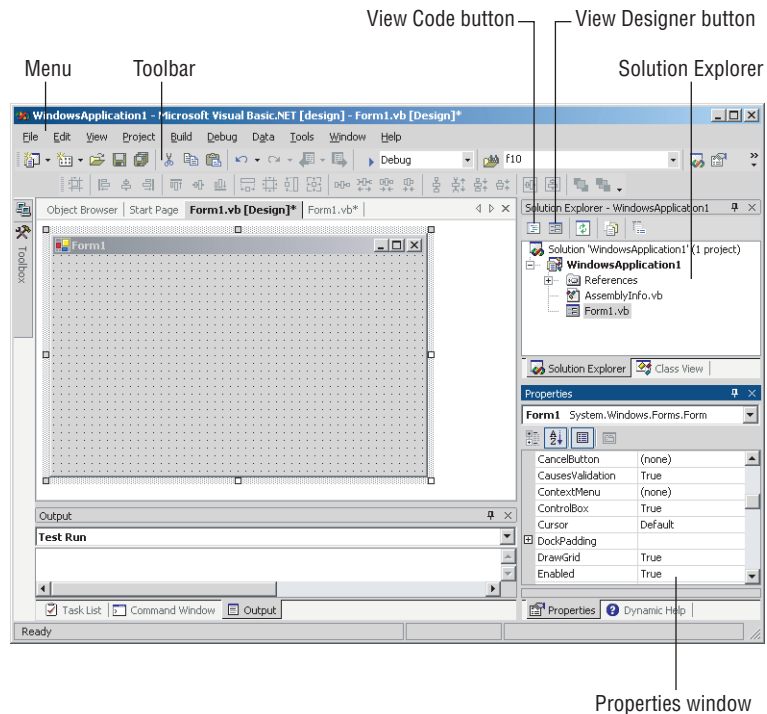 View Code button
View Designer button
Menu
Toolbar
Solution Explorer
WindowsApplication1 - Microsoft Visual Basic.NET [design] - Form1.vb [Design]*
File Edit View Project Build Debug Data Tools Window Help
Debug
f10
Object Browser
Start Page
Form1.vb [Design]*
Form1.vb*
Toolbox
Form1
Solution Explorer - WindowsApplication1
Solution 'WindowsApplication1' (1 project)
WindowsApplication1
References
AssemblyInfo.vb
Form1.vb
Solution Explorer
Class View
Properties
Form1 System.Windows.Forms.Form
CancelButton (none)
CausesValidation True
ContextMenu (none)
ControlBox True
Cursor Default
DockPadding
DrawGrid True
Enabled True
Properties
Dynamic Help
Output
Test Run
Task List
Command Window
Output
Ready
Properties window